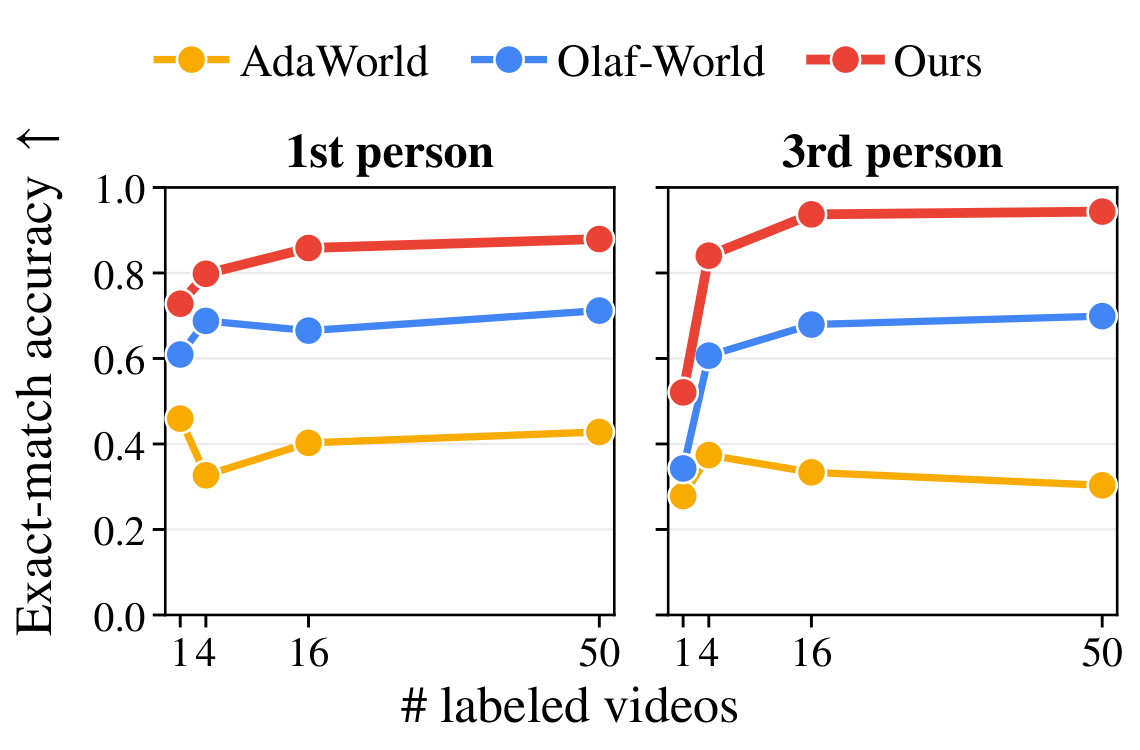 AdaWorld Olaf-World Ours
Exact-match accuracy ↑
1st person 3rd person
1.0
0.8
0.6
0.4
0.2
0.0
1 4 16 50 1 4 16 50
# labeled videos